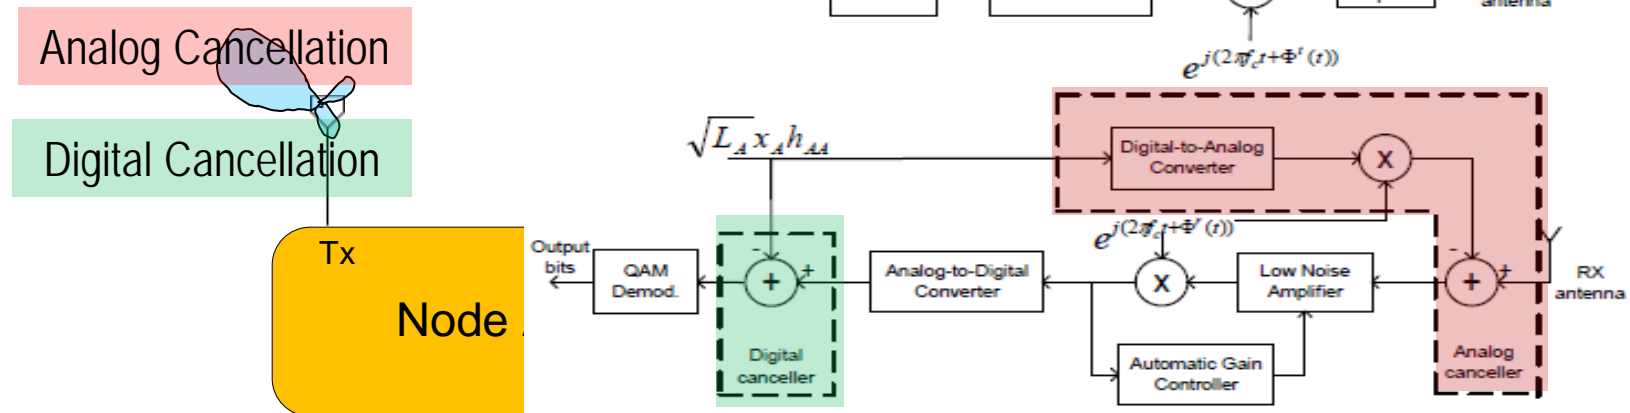 Analog Cancellation
Digital Cancellation
Tx
Node
antenna
e^{j(2πf_c t+Φ^t(t))}
√L_A x_A h_AA
Digital-to-Analog
Converter
X
e^{j(2πf_c t+Φ^r(t))}
Output
bits
QAM
Demod.
-
+
+
Analog-to-Digital
Converter
X
Low Noise
Amplifier
-
+
+
RX
antenna
Digital
canceller
Automatic Gain
Controller
Analog
canceller